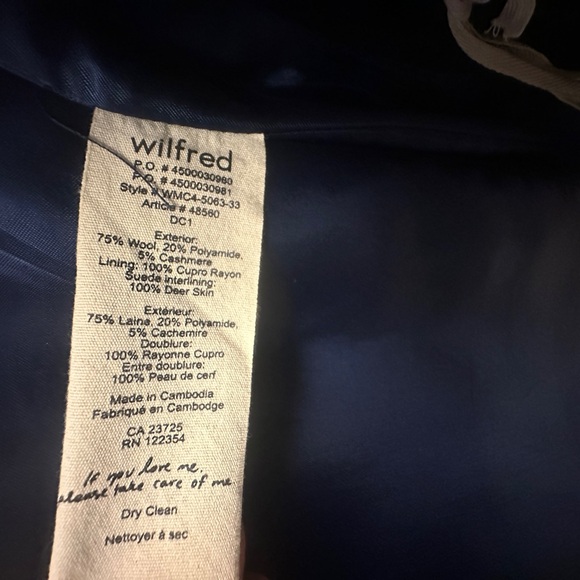 wilfred
P.O. # 4500030980
P.O. # 4500030981
Style # WMC4-5063-33
Article # 48560
DC1
Exterior:
75% Wool, 20% Polyamide,
5% Cashmere
Lining: 100% Cupro Rayon
Suede interlining:
100% Deer Skin
Extérieur:
75% Laine, 20% Polyamide,
5% Cachemire
Doublure:
100% Rayonne Cupro
Entre doublure:
100% Peau de cerf
Made in Cambodia
Fabriqué en Cambodge
CA 23725
RN 122354
If you love me,
please take care of me
Dry Clean
Nettoyer à sec